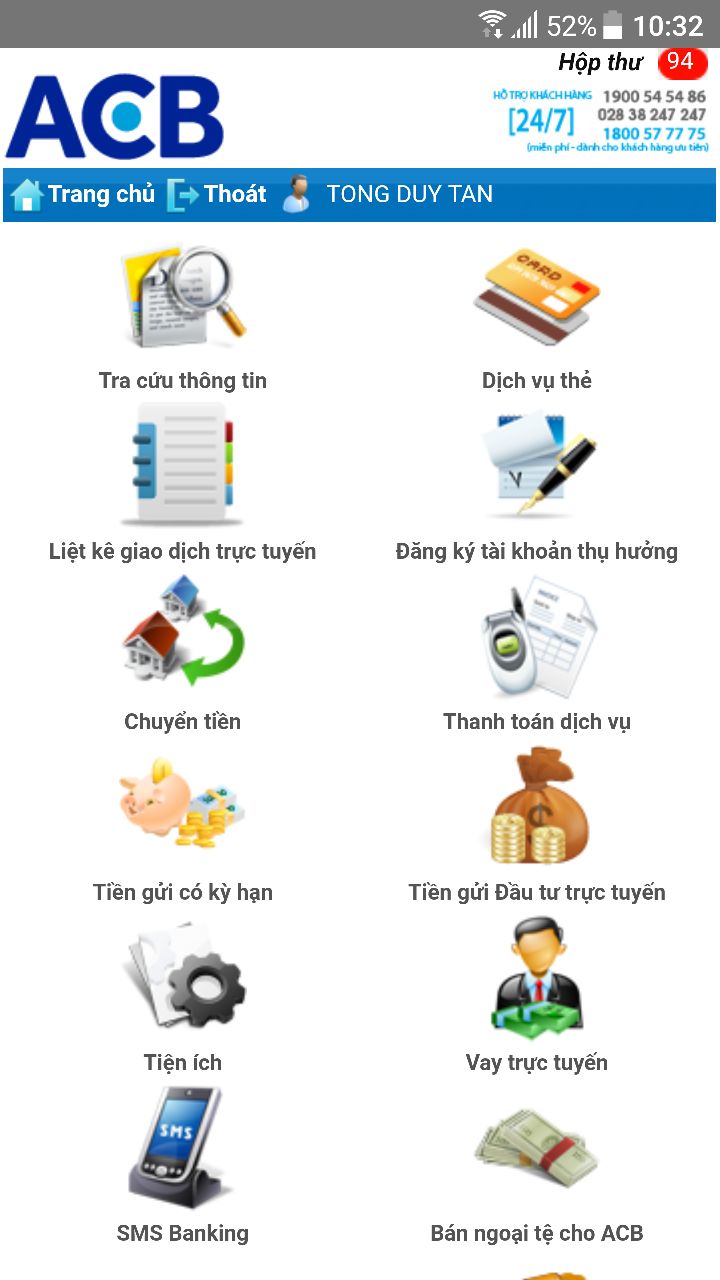 52% 10:32
Hộp thư 94
ACB
HỖ TRỢ KHÁCH HÀNG
[24/7]
1900 54 54 86
028 38 247 247
1800 57 77 75
(miễn phí - dành cho khách hàng ưu tiên)
Trang chủ Thoát TONG DUY TAN
CARD
Tra cứu thông tin Dịch vụ thẻ
Liệt kê giao dịch trực tuyến Đăng ký tài khoản thụ hưởng
INVOICE
Chuyển tiền Thanh toán dịch vụ
Tiền gửi có kỳ hạn Tiền gửi Đầu tư trực tuyến
Tiện ích Vay trực tuyến
SMS
SMS Banking Bán ngoại tệ cho ACB